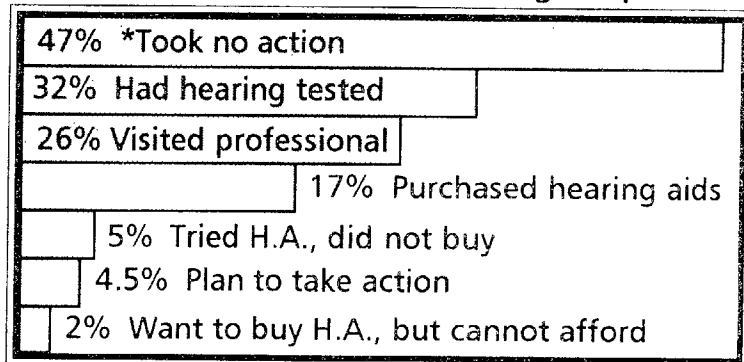 47% *Took no action
32% Had hearing tested
26% Visited professional
17% Purchased hearing aids
5% Tried H.A., did not buy
4.5% Plan to take action
2% Want to buy H.A., but cannot afford